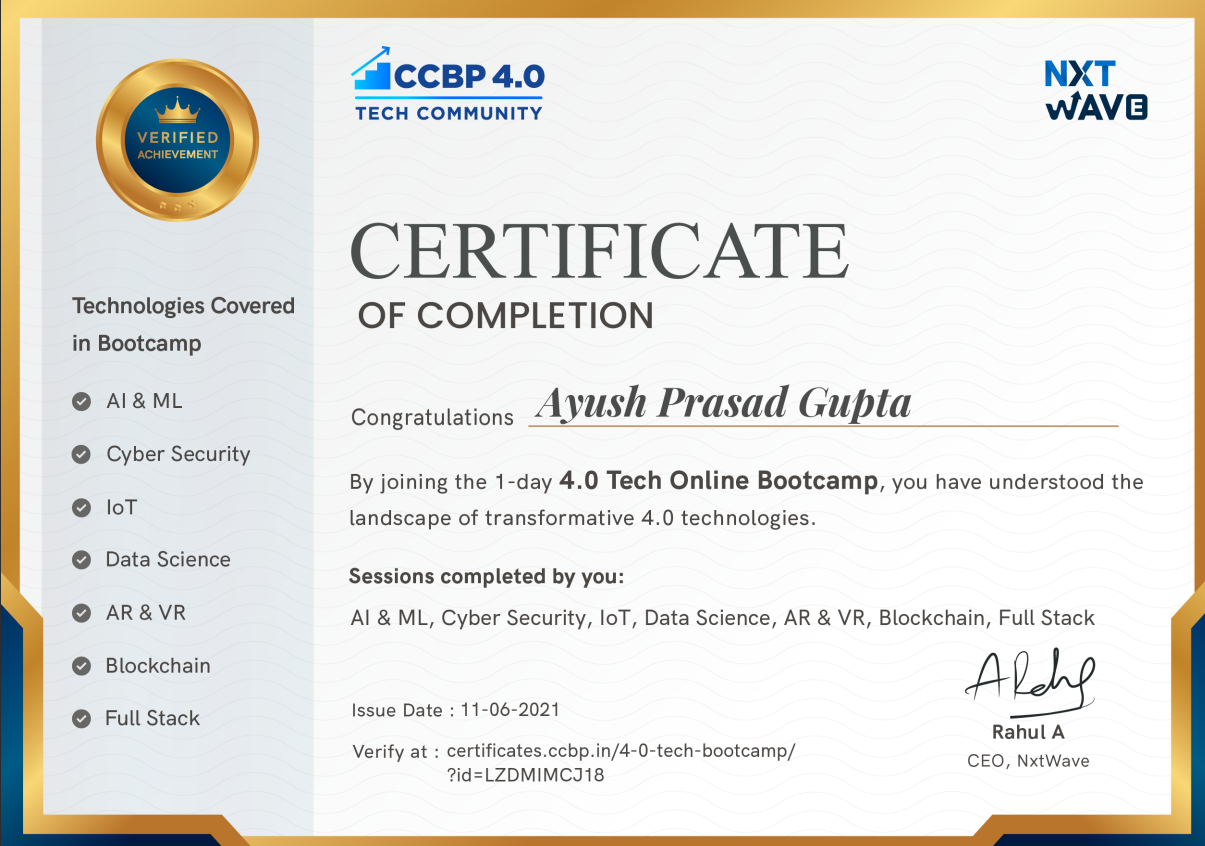 VERIFIED
ACHIEVEMENT
Technologies Covered
in Bootcamp
AI & ML
Cyber Security
IoT
Data Science
AR & VR
Blockchain
Full Stack
CCBP 4.0
TECH COMMUNITY
NXT
WAVE
CERTIFICATE
OF COMPLETION
Congratulations Ayush Prasad Gupta
By joining the 1-day 4.0 Tech Online Bootcamp, you have understood the
landscape of transformative 4.0 technologies.
Sessions completed by you:
AI & ML, Cyber Security, IoT, Data Science, AR & VR, Blockchain, Full Stack
Issue Date : 11-06-2021
Verify at : certificates.ccbp.in/4-0-tech-bootcamp/
?id=LZDMIMCJ18
Rahul A
CEO, NxtWave